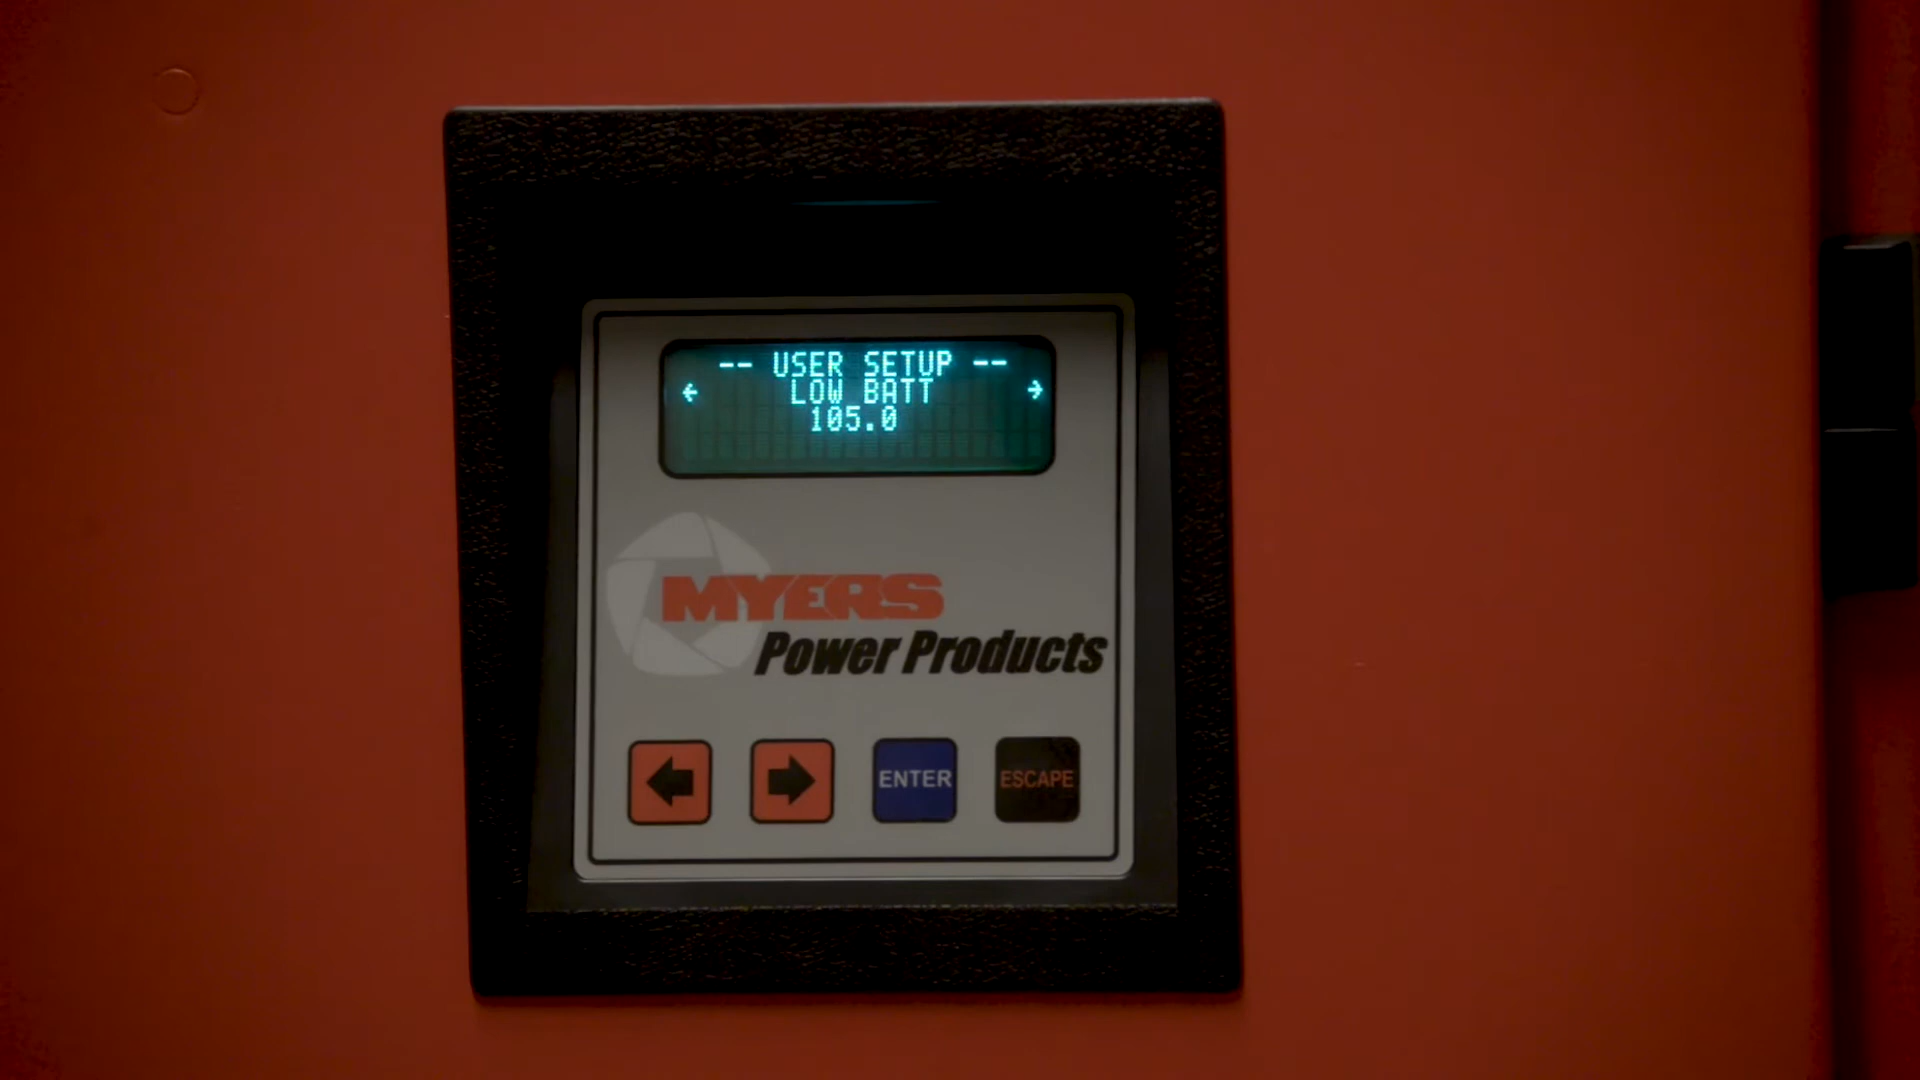 -- USER SETUP --
← LOW BATT →
105.0
MYERS
Power Products
ENTER
ESCAPE